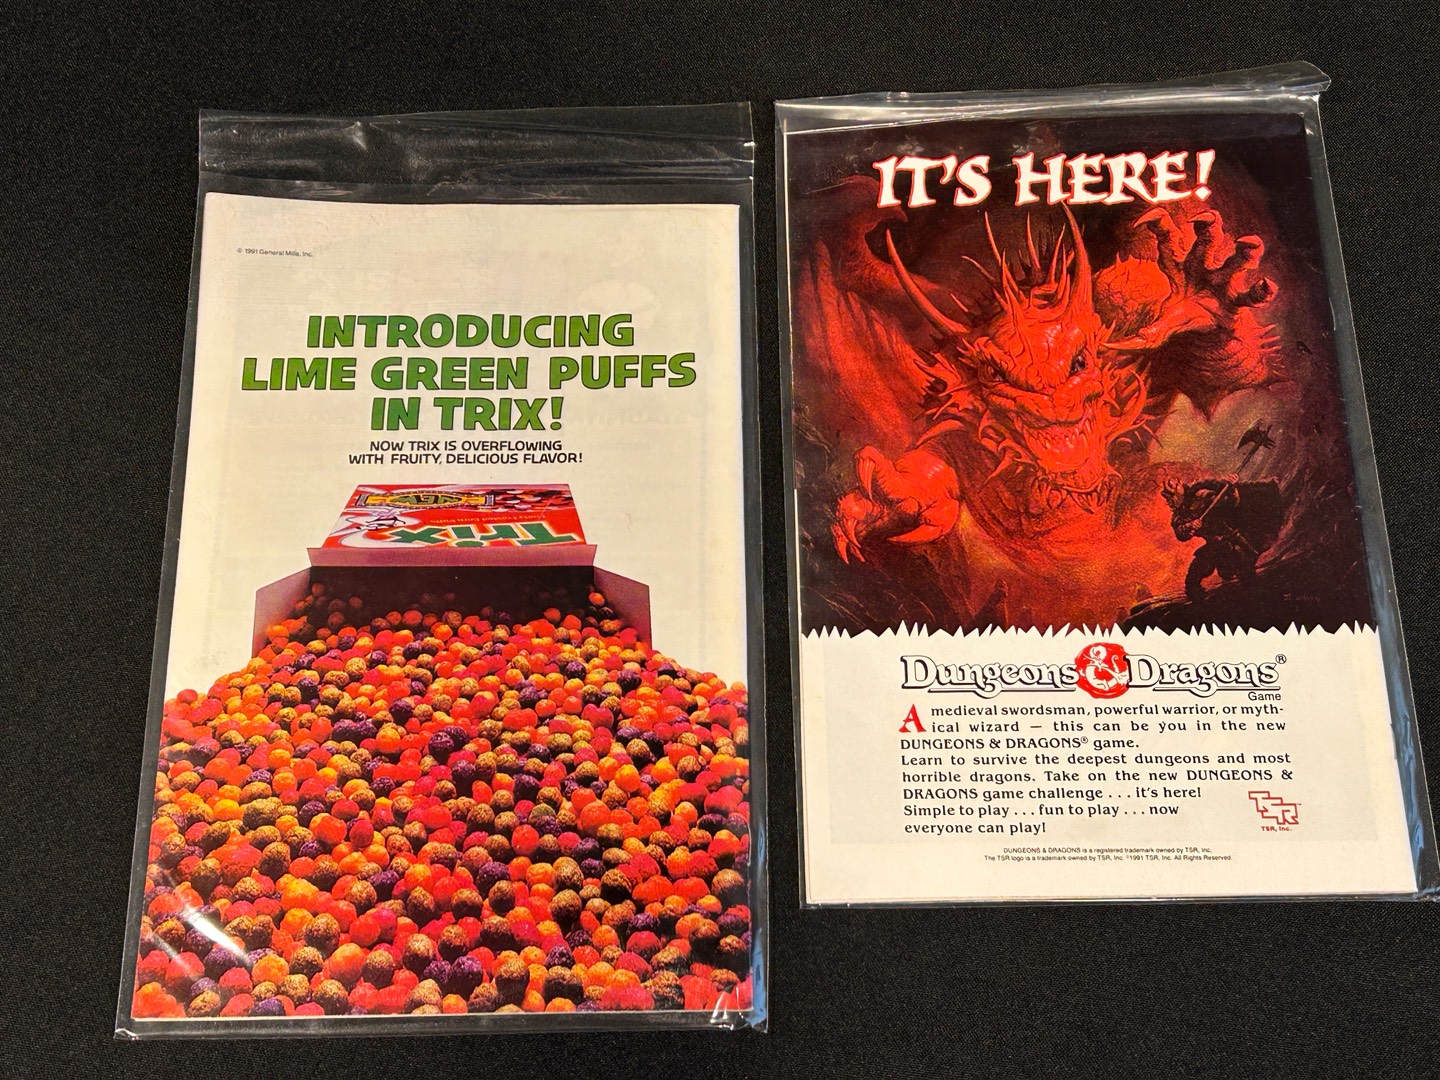 © 1991 General Mills, Inc.
INTRODUCING
LIME GREEN PUFFS
IN TRIX!
NOW TRIX IS OVERFLOWING
WITH FRUITY, DELICIOUS FLAVOR!
NEW
Trix
IT'S HERE!
Dungeons & Dragons®
Game
A medieval swordsman, powerful warrior, or myth-
ical wizard — this can be you in the new
DUNGEONS & DRAGONS® game.
Learn to survive the deepest dungeons and most
horrible dragons. Take on the new DUNGEONS &
DRAGONS game challenge . . . it's here!
Simple to play . . . fun to play . . . now
everyone can play!
TSR
TSR, Inc.
DUNGEONS & DRAGONS is a registered trademark owned by TSR, Inc.
The TSR logo is a trademark owned by TSR, Inc. ©1991 TSR, Inc. All Rights Reserved.